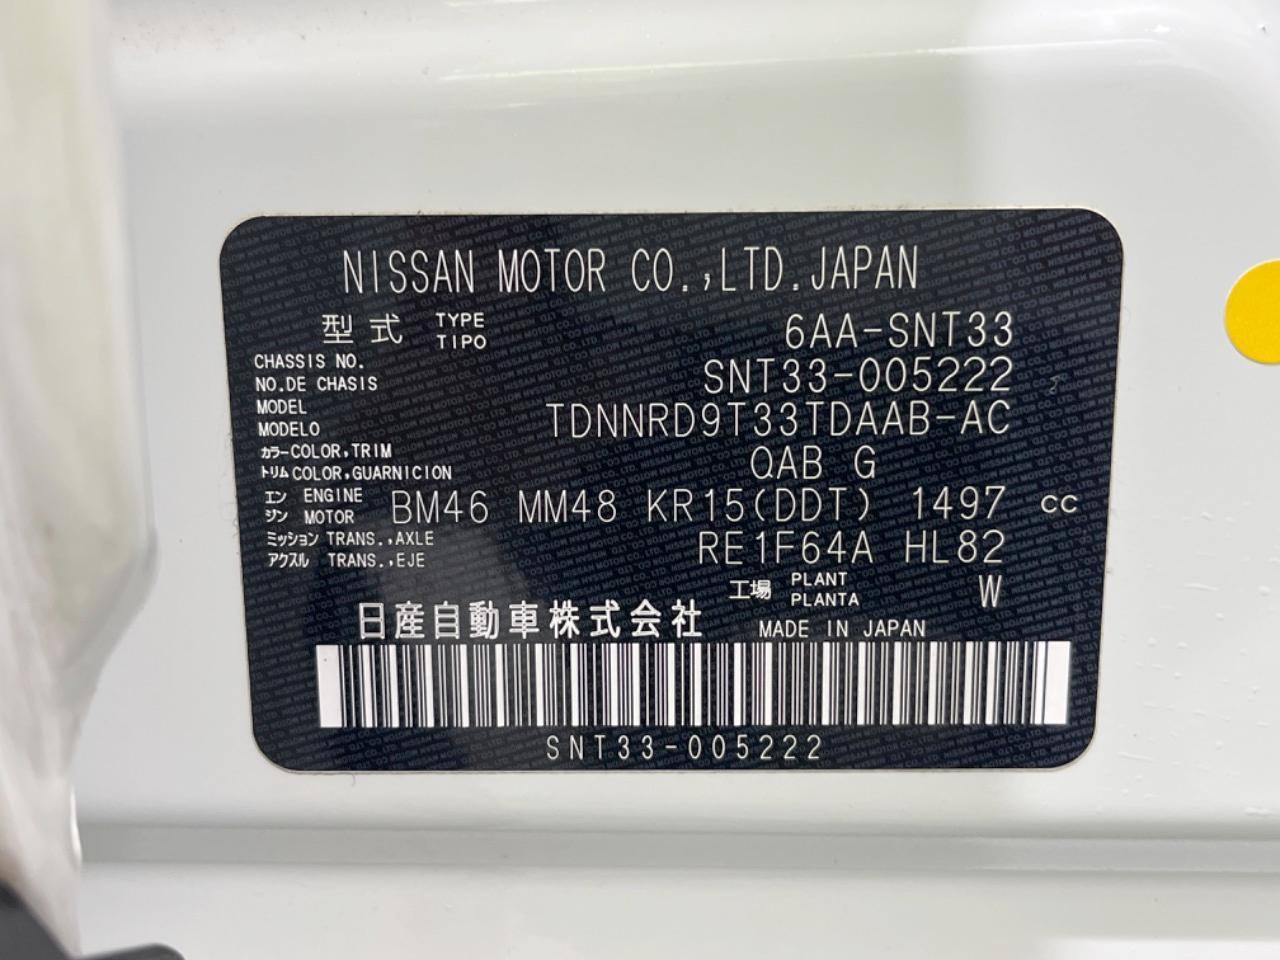 NISSAN MOTOR CO.,LTD.JAPAN
型式 TYPE TIPO 6AA-SNT33
CHASSIS NO.
NO.DE CHASIS SNT33-005222
MODEL
MODELO TDNNRD9T33TDAAB-AC
カラー COLOR,TRIM
トリム COLOR,GUARNICION QAB G
エンジン ENGINE MOTOR BM46 MM48 KR15(DDT) 1497 cc
ミッション TRANS.,AXLE
アクスル TRANS.,EJE RE1F64A HL82
工場 PLANT PLANTA W
日産自動車株式会社 MADE IN JAPAN
SNT33-005222